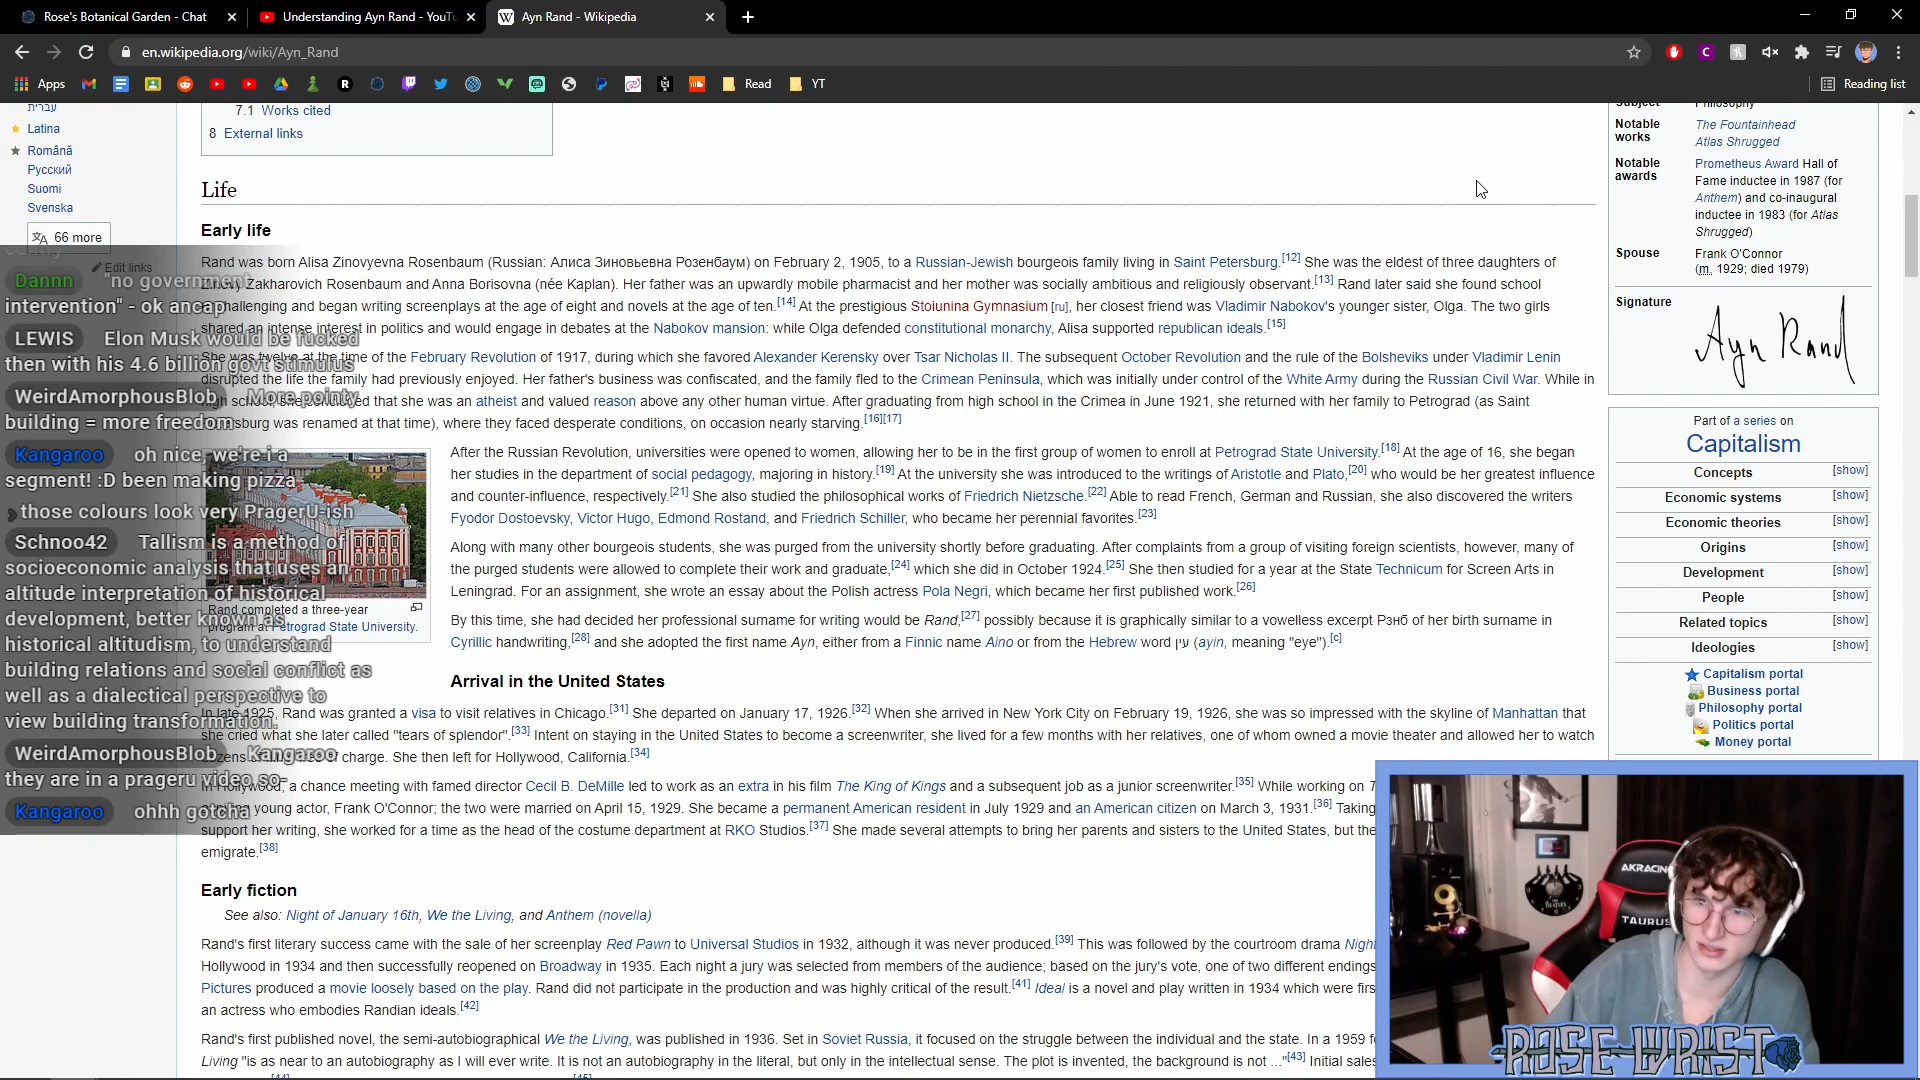 Rose's Botanical Garden - Chat
Understanding Ayn Rand - YouTu
Ayn Rand - Wikipedia
en.wikipedia.org/wiki/Ayn_Rand
Apps
Read
YT
Reading list
עברית
Latina
Română
Русский
Suomi
Svenska
66 more
Edit links
Dannn "no government
intervention" - ok ancap
LEWIS Elon Musk would be fucked
then with his 4.6 billion govt stimulus
WeirdAmorphousBlob More pointy
building = more freedom
Kangaroo oh nice, we're i a
segment! :D been making pizza
those colours look very PragerU-ish
Schnoo42 Tallism is a method of
socioeconomic analysis that uses an
altitude interpretation of historical
development, better known as
historical altitudism, to understand
building relations and social conflict as
well as a dialectical perspective to
view building transformation.
WeirdAmorphousBlob Kangaroo
they are in a prageru video so-
Kangaroo ohhh gotcha
7.1 Works cited
8 External links
Life
Early life
Rand was born Alisa Zinovyevna Rosenbaum (Russian: Алиса Зиновьевна Розенбаум) on February 2, 1905, to a Russian-Jewish bourgeois family living in Saint Petersburg.[12] She was the eldest of three daughters of
Zinovy Zakharovich Rosenbaum and Anna Borisovna (née Kaplan). Her father was an upwardly mobile pharmacist and her mother was socially ambitious and religiously observant.[13] Rand later said she found school
unchallenging and began writing screenplays at the age of eight and novels at the age of ten.[14] At the prestigious Stoiunina Gymnasium [ru], her closest friend was Vladimir Nabokov's younger sister, Olga. The two girls
shared an intense interest in politics and would engage in debates at the Nabokov mansion: while Olga defended constitutional monarchy, Alisa supported republican ideals.[15]
She was twelve at the time of the February Revolution of 1917, during which she favored Alexander Kerensky over Tsar Nicholas II. The subsequent October Revolution and the rule of the Bolsheviks under Vladimir Lenin
disrupted the life the family had previously enjoyed. Her father's business was confiscated, and the family fled to the Crimean Peninsula, which was initially under control of the White Army during the Russian Civil War. While in
high school, she concluded that she was an atheist and valued reason above any other human virtue. After graduating from high school in the Crimea in June 1921, she returned with her family to Petrograd (as Saint
Petersburg was renamed at that time), where they faced desperate conditions, on occasion nearly starving.[16][17]
After the Russian Revolution, universities were opened to women, allowing her to be in the first group of women to enroll at Petrograd State University.[18] At the age of 16, she began
her studies in the department of social pedagogy, majoring in history.[19] At the university she was introduced to the writings of Aristotle and Plato,[20] who would be her greatest influence
and counter-influence, respectively.[21] She also studied the philosophical works of Friedrich Nietzsche.[22] Able to read French, German and Russian, she also discovered the writers
Fyodor Dostoevsky, Victor Hugo, Edmond Rostand, and Friedrich Schiller, who became her perennial favorites.[23]
Along with many other bourgeois students, she was purged from the university shortly before graduating. After complaints from a group of visiting foreign scientists, however, many of
the purged students were allowed to complete their work and graduate,[24] which she did in October 1924.[25] She then studied for a year at the State Technicum for Screen Arts in
Leningrad. For an assignment, she wrote an essay about the Polish actress Pola Negri, which became her first published work.[26]
Rand completed a three-year
program at Petrograd State University.
By this time, she had decided her professional surname for writing would be Rand,[27] possibly because it is graphically similar to a vowelless excerpt Рзнб of her birth surname in
Cyrillic handwriting,[28] and she adopted the first name Ayn, either from a Finnic name Aino or from the Hebrew word עין (ayin, meaning "eye").[c]
Arrival in the United States
In late 1925, Rand was granted a visa to visit relatives in Chicago.[31] She departed on January 17, 1926.[32] When she arrived in New York City on February 19, 1926, she was so impressed with the skyline of Manhattan that
she cried what she later called "tears of splendor".[33] Intent on staying in the United States to become a screenwriter, she lived for a few months with her relatives, one of whom owned a movie theater and allowed her to watch
dozens of films free of charge. She then left for Hollywood, California.[34]
In Hollywood, a chance meeting with famed director Cecil B. DeMille led to work as an extra in his film The King of Kings and a subsequent job as a junior screenwriter.[35] While working on T
young actor, Frank O'Connor; the two were married on April 15, 1929. She became a permanent American resident in July 1929 and an American citizen on March 3, 1931.[36] Taking
support her writing, she worked for a time as the head of the costume department at RKO Studios.[37] She made several attempts to bring her parents and sisters to the United States, but the
emigrate.[38]
Early fiction
See also: Night of January 16th, We the Living, and Anthem (novella)
Rand's first literary success came with the sale of her screenplay Red Pawn to Universal Studios in 1932, although it was never produced.[39] This was followed by the courtroom drama Nigh
Hollywood in 1934 and then successfully reopened on Broadway in 1935. Each night a jury was selected from members of the audience; based on the jury's vote, one of two different endings
Pictures produced a movie loosely based on the play. Rand did not participate in the production and was highly critical of the result.[41] Ideal is a novel and play written in 1934 which were firs
an actress who embodies Randian ideals.[42]
Rand's first published novel, the semi-autobiographical We the Living, was published in 1936. Set in Soviet Russia, it focused on the struggle between the individual and the state. In a 1959 f
Living "is as near to an autobiography as I will ever write. It is not an autobiography in the literal, but only in the intellectual sense. The plot is invented, the background is not ..."[43] Initial sales
[44]
[45]
Subject Philosophy
Notable works The Fountainhead
Atlas Shrugged
Notable awards Prometheus Award Hall of
Fame inductee in 1987 (for
Anthem) and co-inaugural
inductee in 1983 (for Atlas
Shrugged)
Spouse Frank O'Connor
(m. 1929; died 1979)
Signature Ayn Rand
Part of a series on
Capitalism
Concepts [show]
Economic systems [show]
Economic theories [show]
Origins [show]
Development [show]
People [show]
Related topics [show]
Ideologies [show]
Capitalism portal
Business portal
Philosophy portal
Politics portal
Money portal
AKRACING
TAURUS
ROSE WRIST